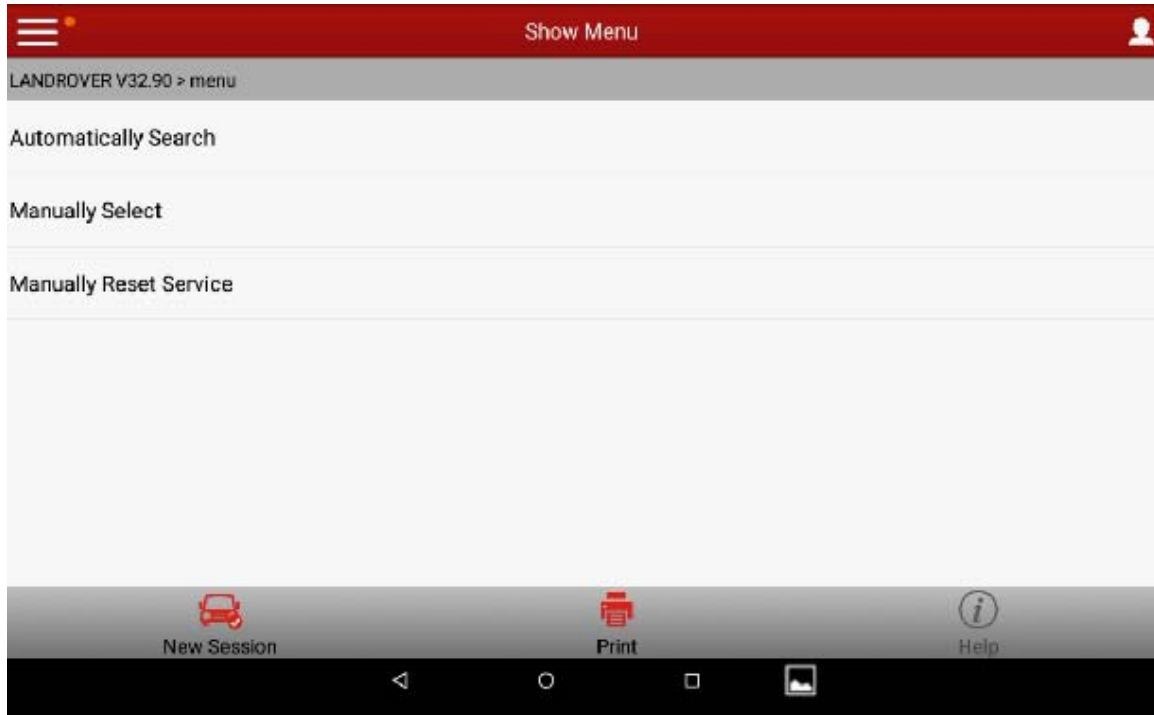 Show Menu
LANDROVER V32.90 > menu
Automatically Search
Manually Select
Manually Reset Service
New Session
Print
Help